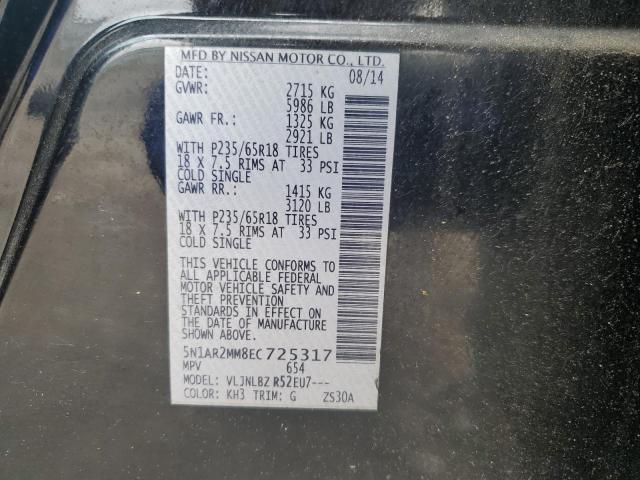 MFD BY NISSAN MOTOR CO., LTD.
DATE: 08/14
GVWR: 2715 KG
5986 LB
GAWR FR.: 1325 KG
2921 LB
WITH P235/65R18 TIRES
18 X 7.5 RIMS AT 33 PSI
COLD SINGLE
GAWR RR.: 1415 KG
3120 LB
WITH P235/65R18 TIRES
18 X 7.5 RIMS AT 33 PSI
COLD SINGLE
THIS VEHICLE CONFORMS TO
ALL APPLICABLE FEDERAL
MOTOR VEHICLE SAFETY AND
THEFT PREVENTION
STANDARDS IN EFFECT ON
THE DATE OF MANUFACTURE
SHOWN ABOVE.
5N1AR2MM8EC725317
MPV 654
MODEL: VLJNLBZ R52EU7---
COLOR: KH3 TRIM: G ZS30A